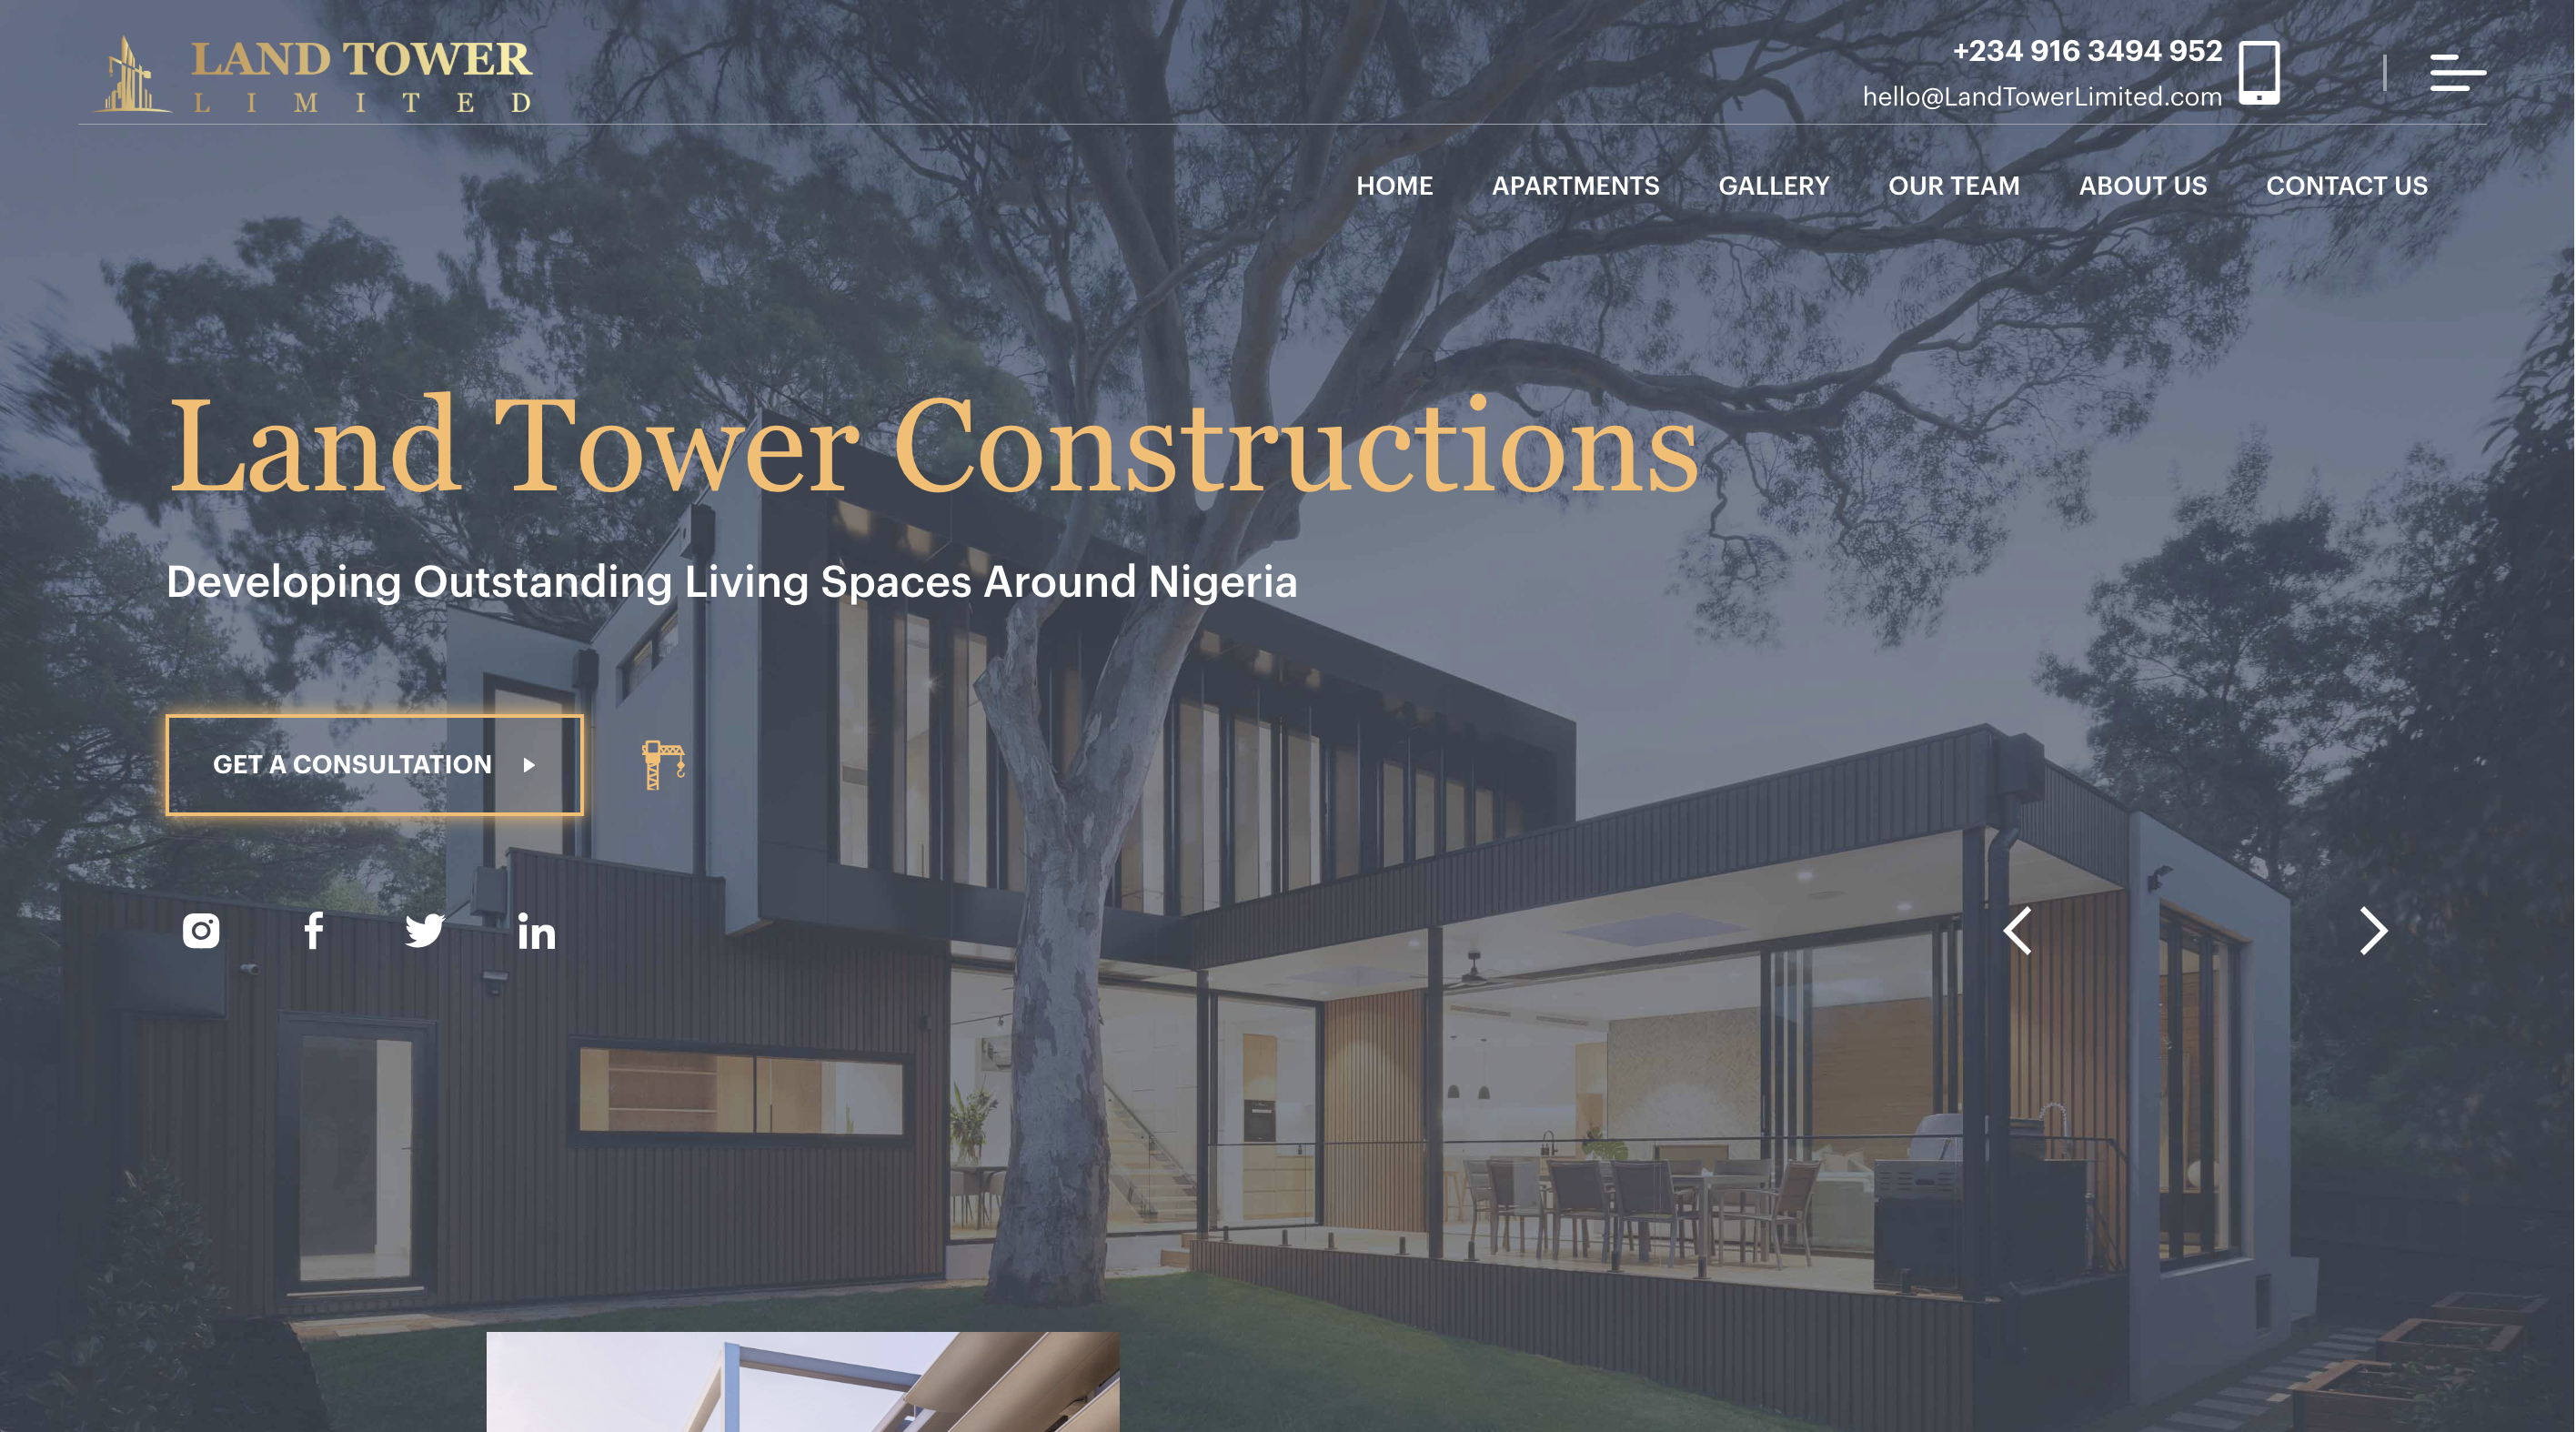 LAND TOWER
LIMITED
+234 916 3494 952
hello@LandTowerLimited.com
HOME APARTMENTS GALLERY OUR TEAM ABOUT US CONTACT US
Land Tower Constructions
Developing Outstanding Living Spaces Around Nigeria
GET A CONSULTATION